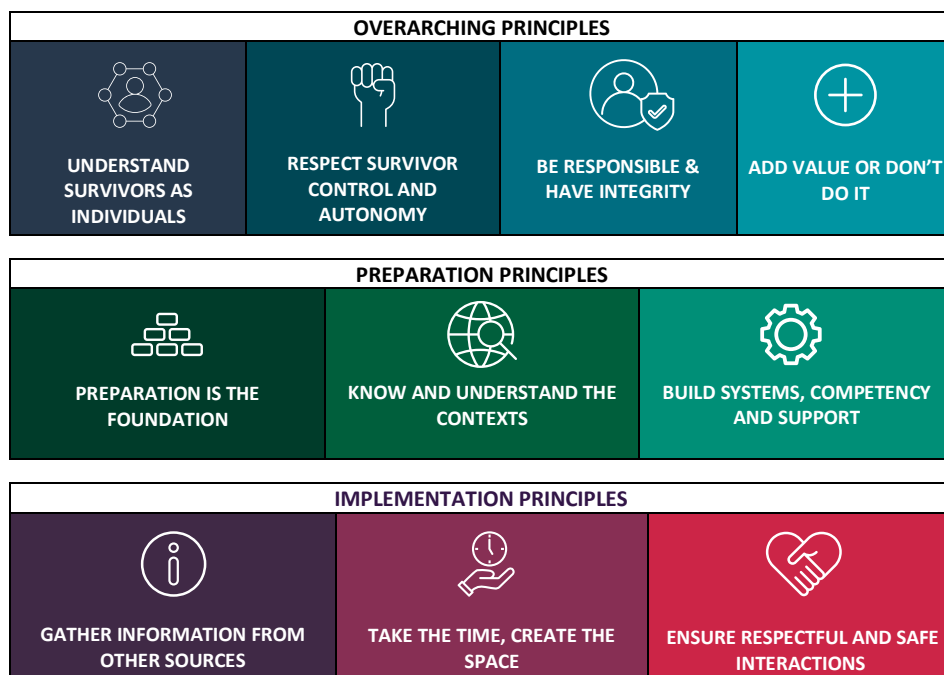 OVERARCHING PRINCIPLES
UNDERSTAND
SURVIVORS AS
INDIVIDUALS
RESPECT SURVIVOR
CONTROL AND
AUTONOMY
BE RESPONSIBLE &
HAVE INTEGRITY
ADD VALUE OR DON’T
DO IT
PREPARATION PRINCIPLES
PREPARATION IS THE
FOUNDATION
KNOW AND UNDERSTAND THE
CONTEXTS
BUILD SYSTEMS, COMPETENCY
AND SUPPORT
IMPLEMENTATION PRINCIPLES
GATHER INFORMATION FROM
OTHER SOURCES
TAKE THE TIME, CREATE THE
SPACE
ENSURE RESPECTFUL AND SAFE
INTERACTIONS